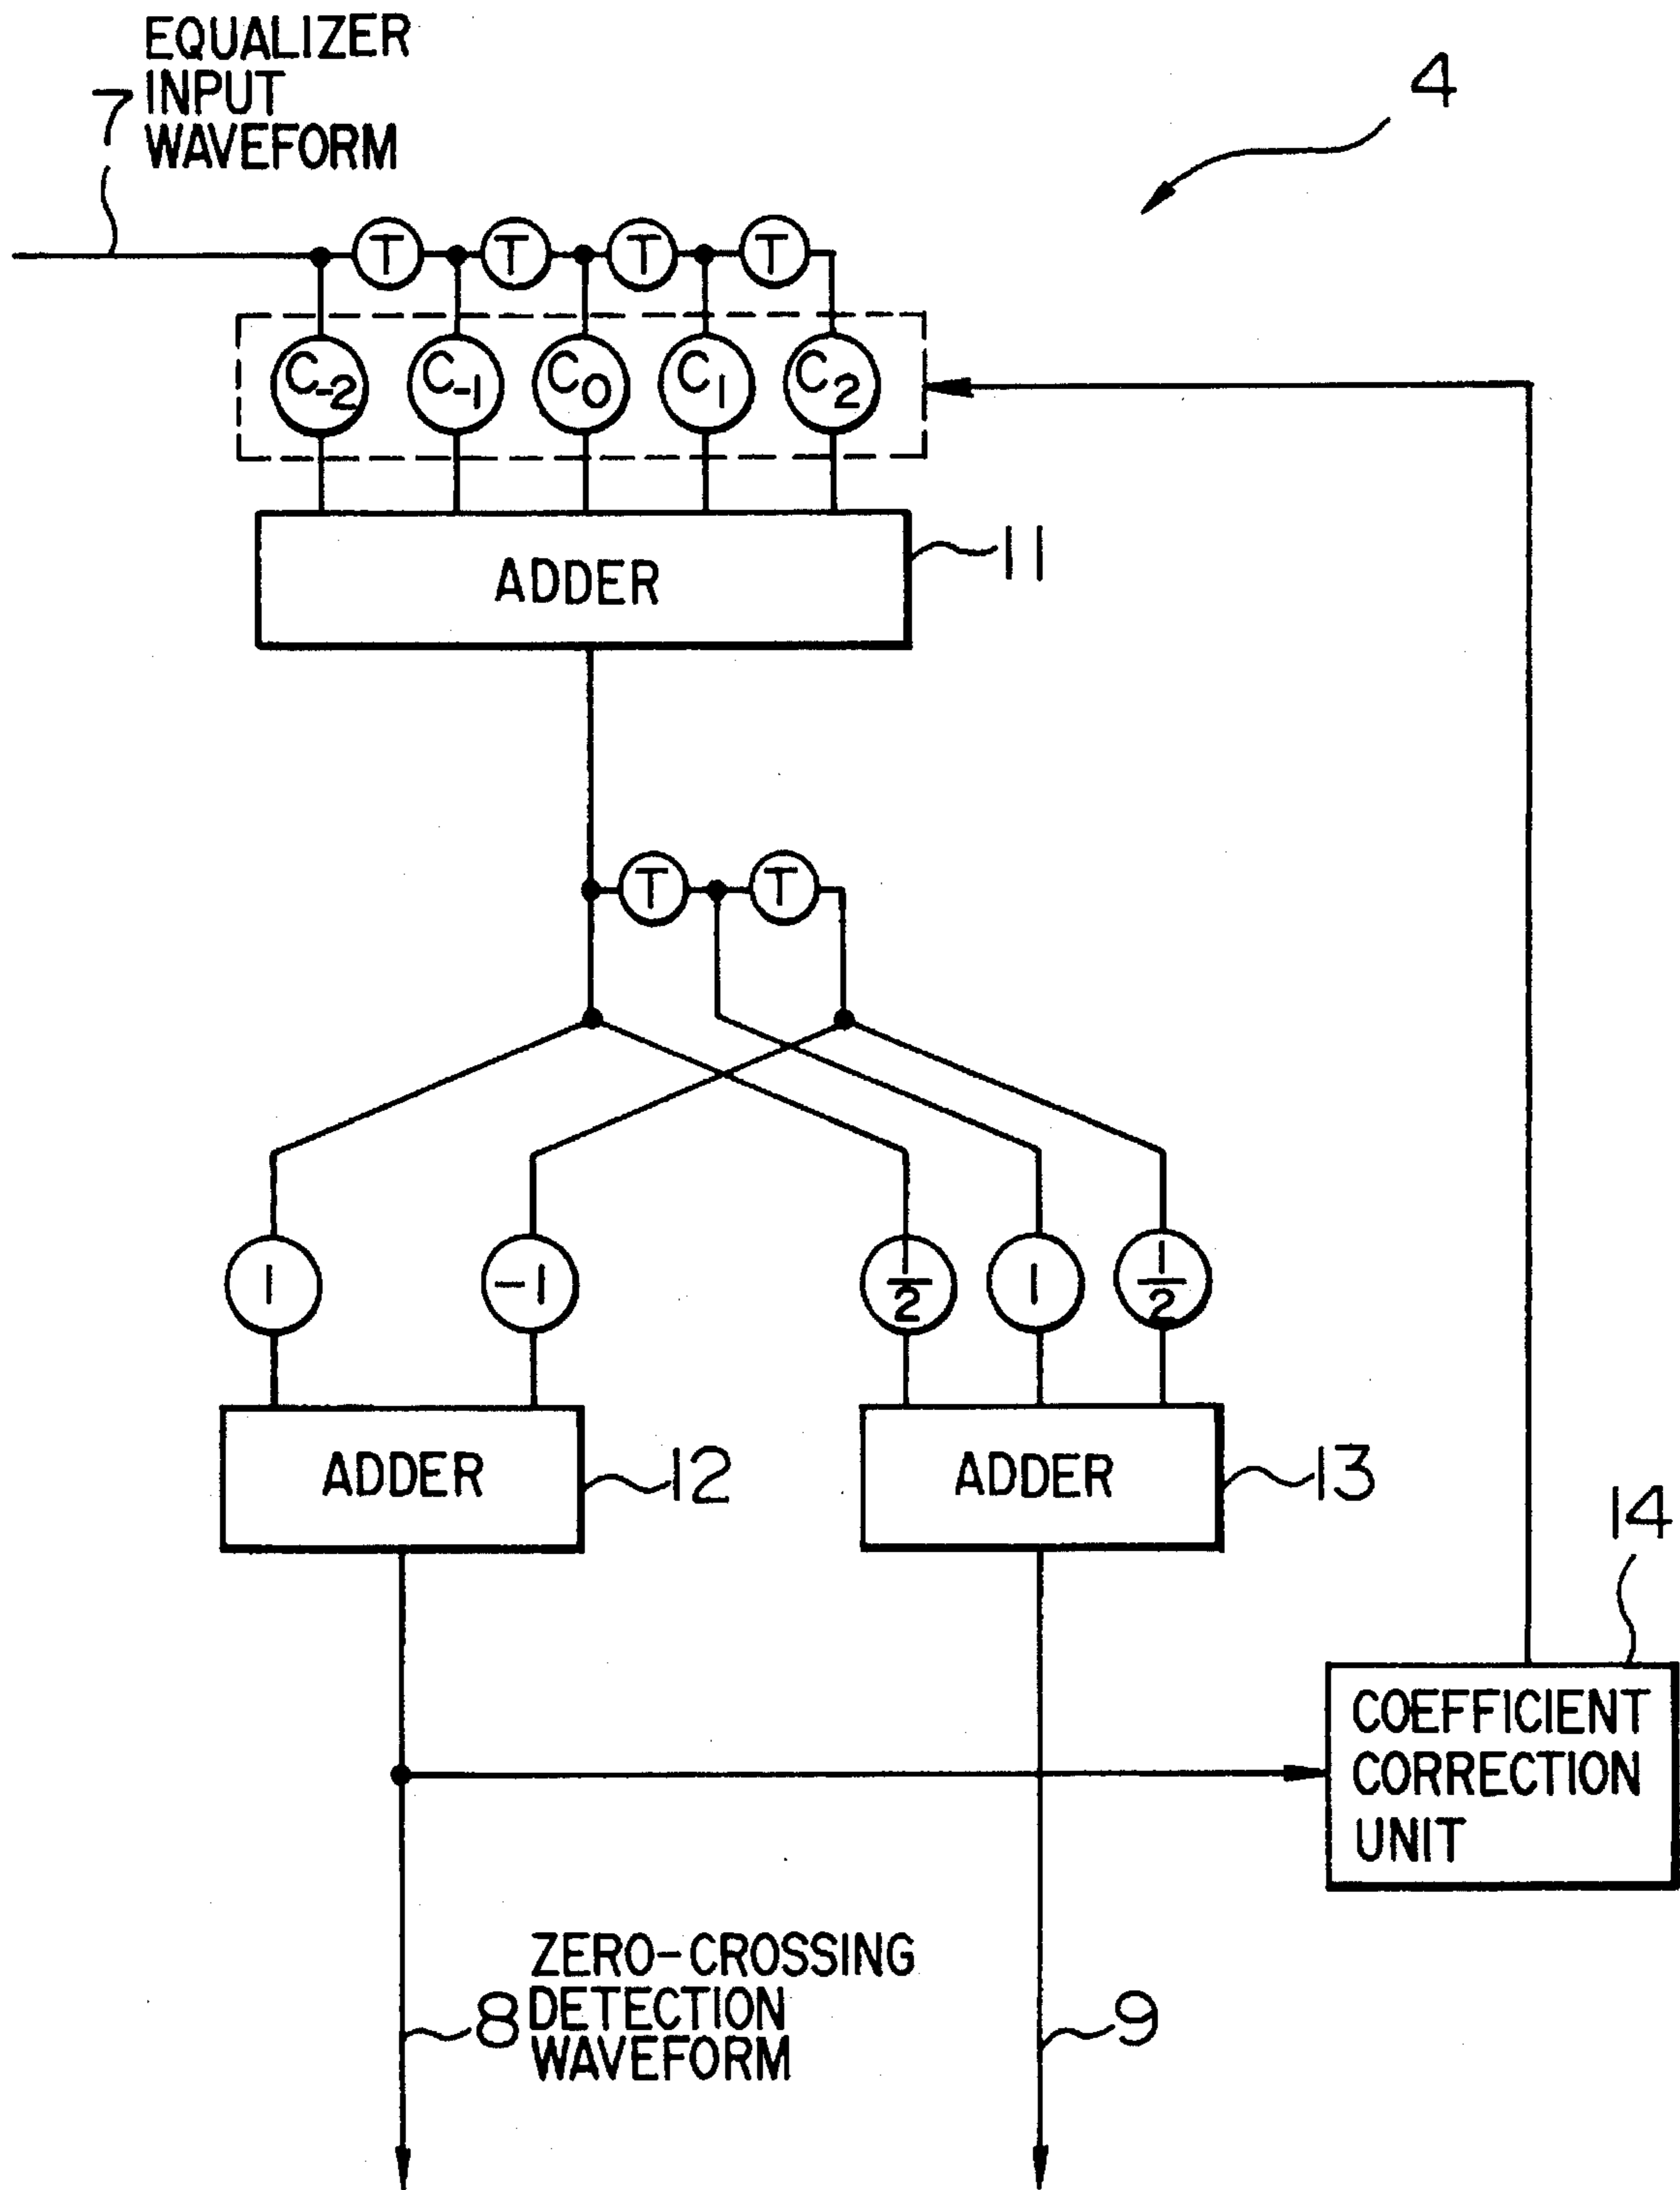 EQUALIZER
7 INPUT
WAVEFORM
4
T T T T
C-2 C-1 C0 C1 C2
ADDER 11
T T
1 -1 1/2 1 1/2
ADDER 12 ADDER 13
14
COEFFICIENT
CORRECTION
UNIT
ZERO-CROSSING
8 DETECTION 9
WAVEFORM